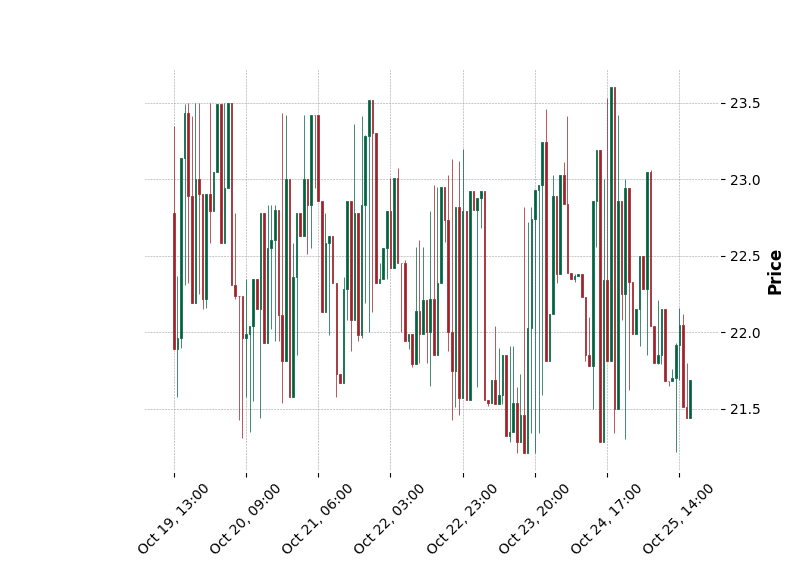 23.5
23.0
22.5
22.0
21.5
Price
Oct 19, 13:00
Oct 20, 09:00
Oct 21, 06:00
Oct 22, 03:00
Oct 22, 23:00
Oct 23, 20:00
Oct 24, 17:00
Oct 25, 14:00